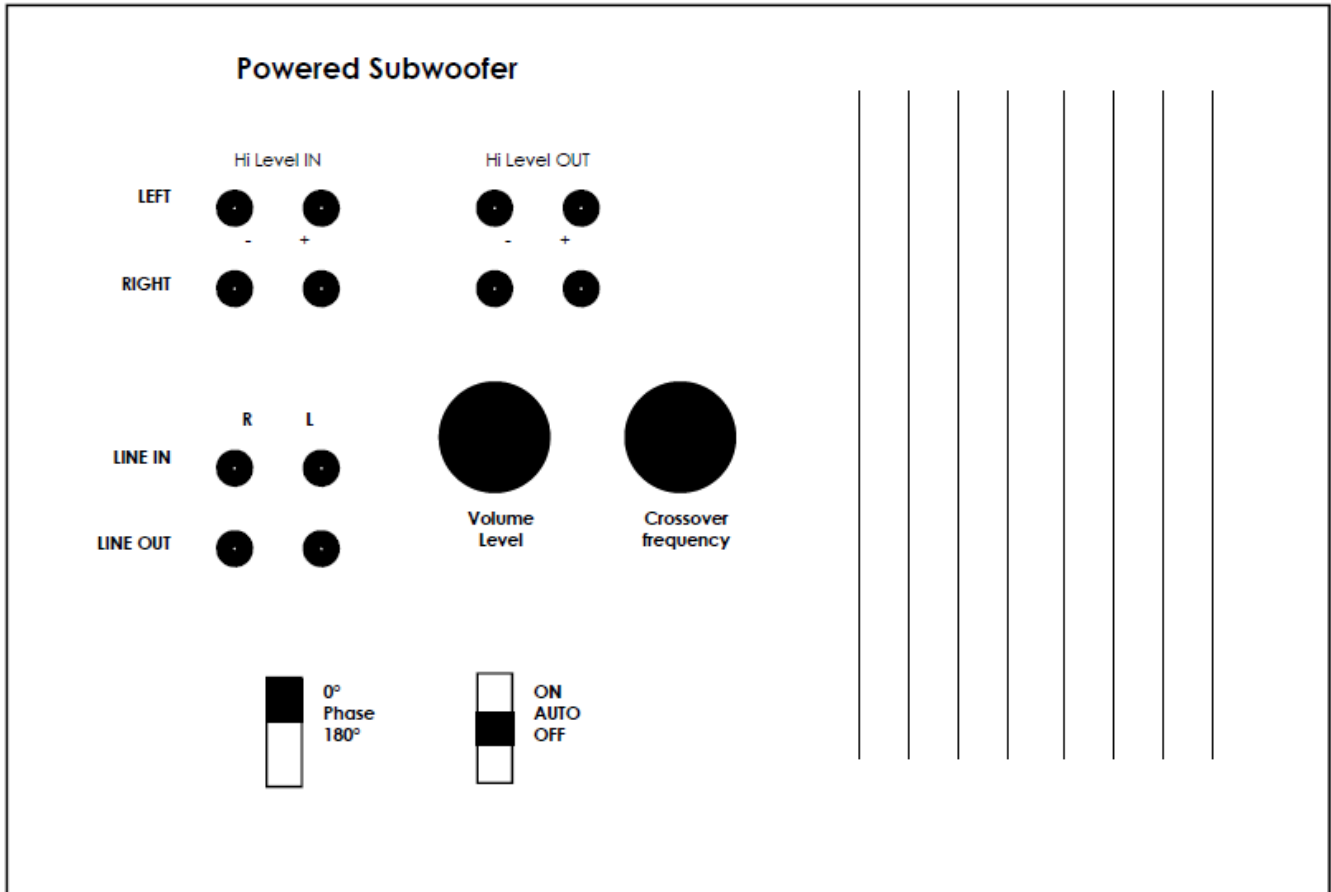 Powered Subwoofer
Hi Level IN
Hi Level OUT
LEFT
- +
- +
RIGHT
R L
LINE IN
LINE OUT
Volume
Level
Crossover
frequency
0°
Phase
180°
ON
AUTO
OFF